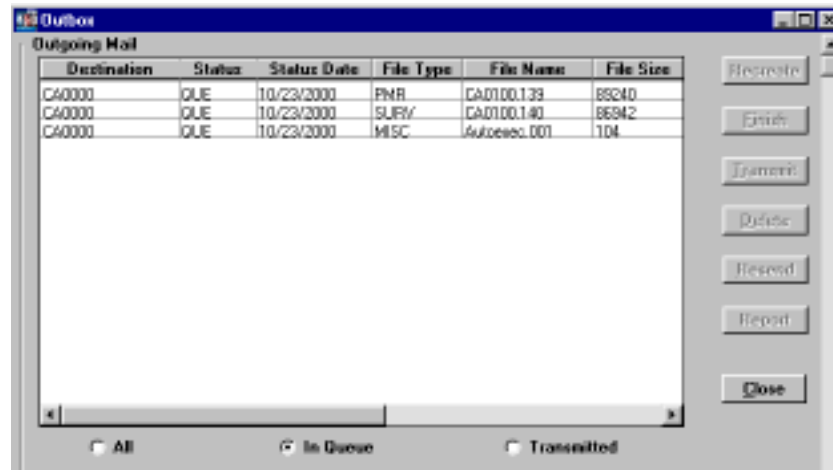 Outbox
Outgoing Mail
Destination Status Status Date File Type File Name File Size
CA0000 QUE 10/23/2000 PMR CA0100.139 89240
CA0000 QUE 10/23/2000 SURV CA0100.140 86942
CA0000 QUE 10/23/2000 MISC Autoexec.001 104
Recreate
Finish
Transmit
Delete
Resend
Report
Close
All In Queue Transmitted